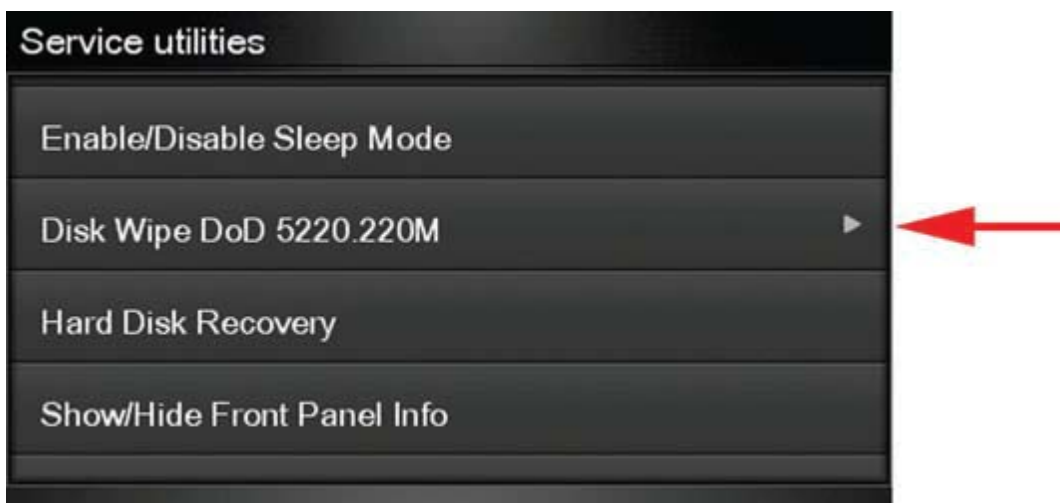 Service utilities
Enable/Disable Sleep Mode
Disk Wipe DoD 5220.220M
Hard Disk Recovery
Show/Hide Front Panel Info